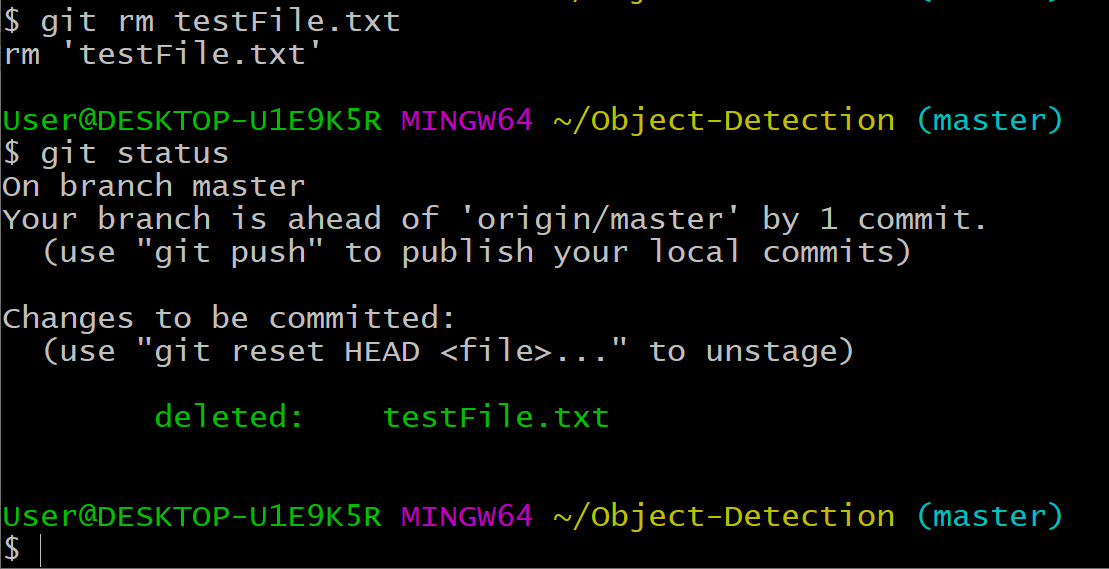 $ git rm testFile.txt
rm 'testFile.txt'
User@DESKTOP-U1E9K5R MINGW64 ~/Object-Detection (master)
$ git status
On branch master
Your branch is ahead of 'origin/master' by 1 commit.
  (use "git push" to publish your local commits)
Changes to be committed:
  (use "git reset HEAD <file>..." to unstage)
        deleted:    testFile.txt
User@DESKTOP-U1E9K5R MINGW64 ~/Object-Detection (master)
$